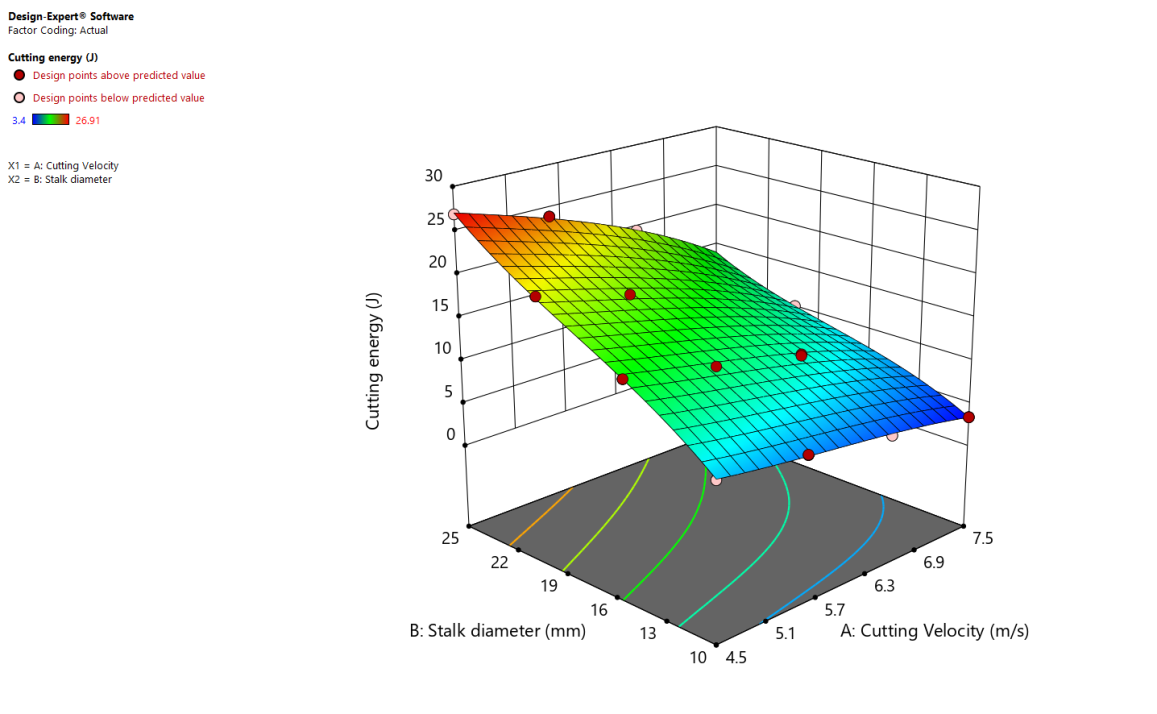 Design-Expert® Software
Factor Coding: Actual
Cutting energy (J)
Design points above predicted value
Design points below predicted value
3.4 26.91
X1 = A: Cutting Velocity
X2 = B: Stalk diameter
30
25
20
15
10
5
0
Cutting energy (J)
25
22
19
16
13
10
B: Stalk diameter (mm)
4.5
5.1
5.7
6.3
6.9
7.5
A: Cutting Velocity (m/s)